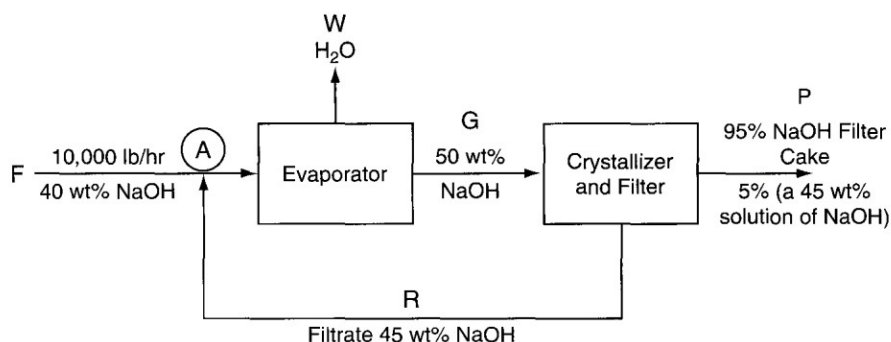 W
H₂O
P
G
95% NaOH Filter
Cake
10,000 lb/hr
A
F
40 wt% NaOH
Evaporator
50 wt%
NaOH
Crystallizer
and Filter
5% (a 45 wt%
solution of NaOH)
R
Filtrate 45 wt% NaOH